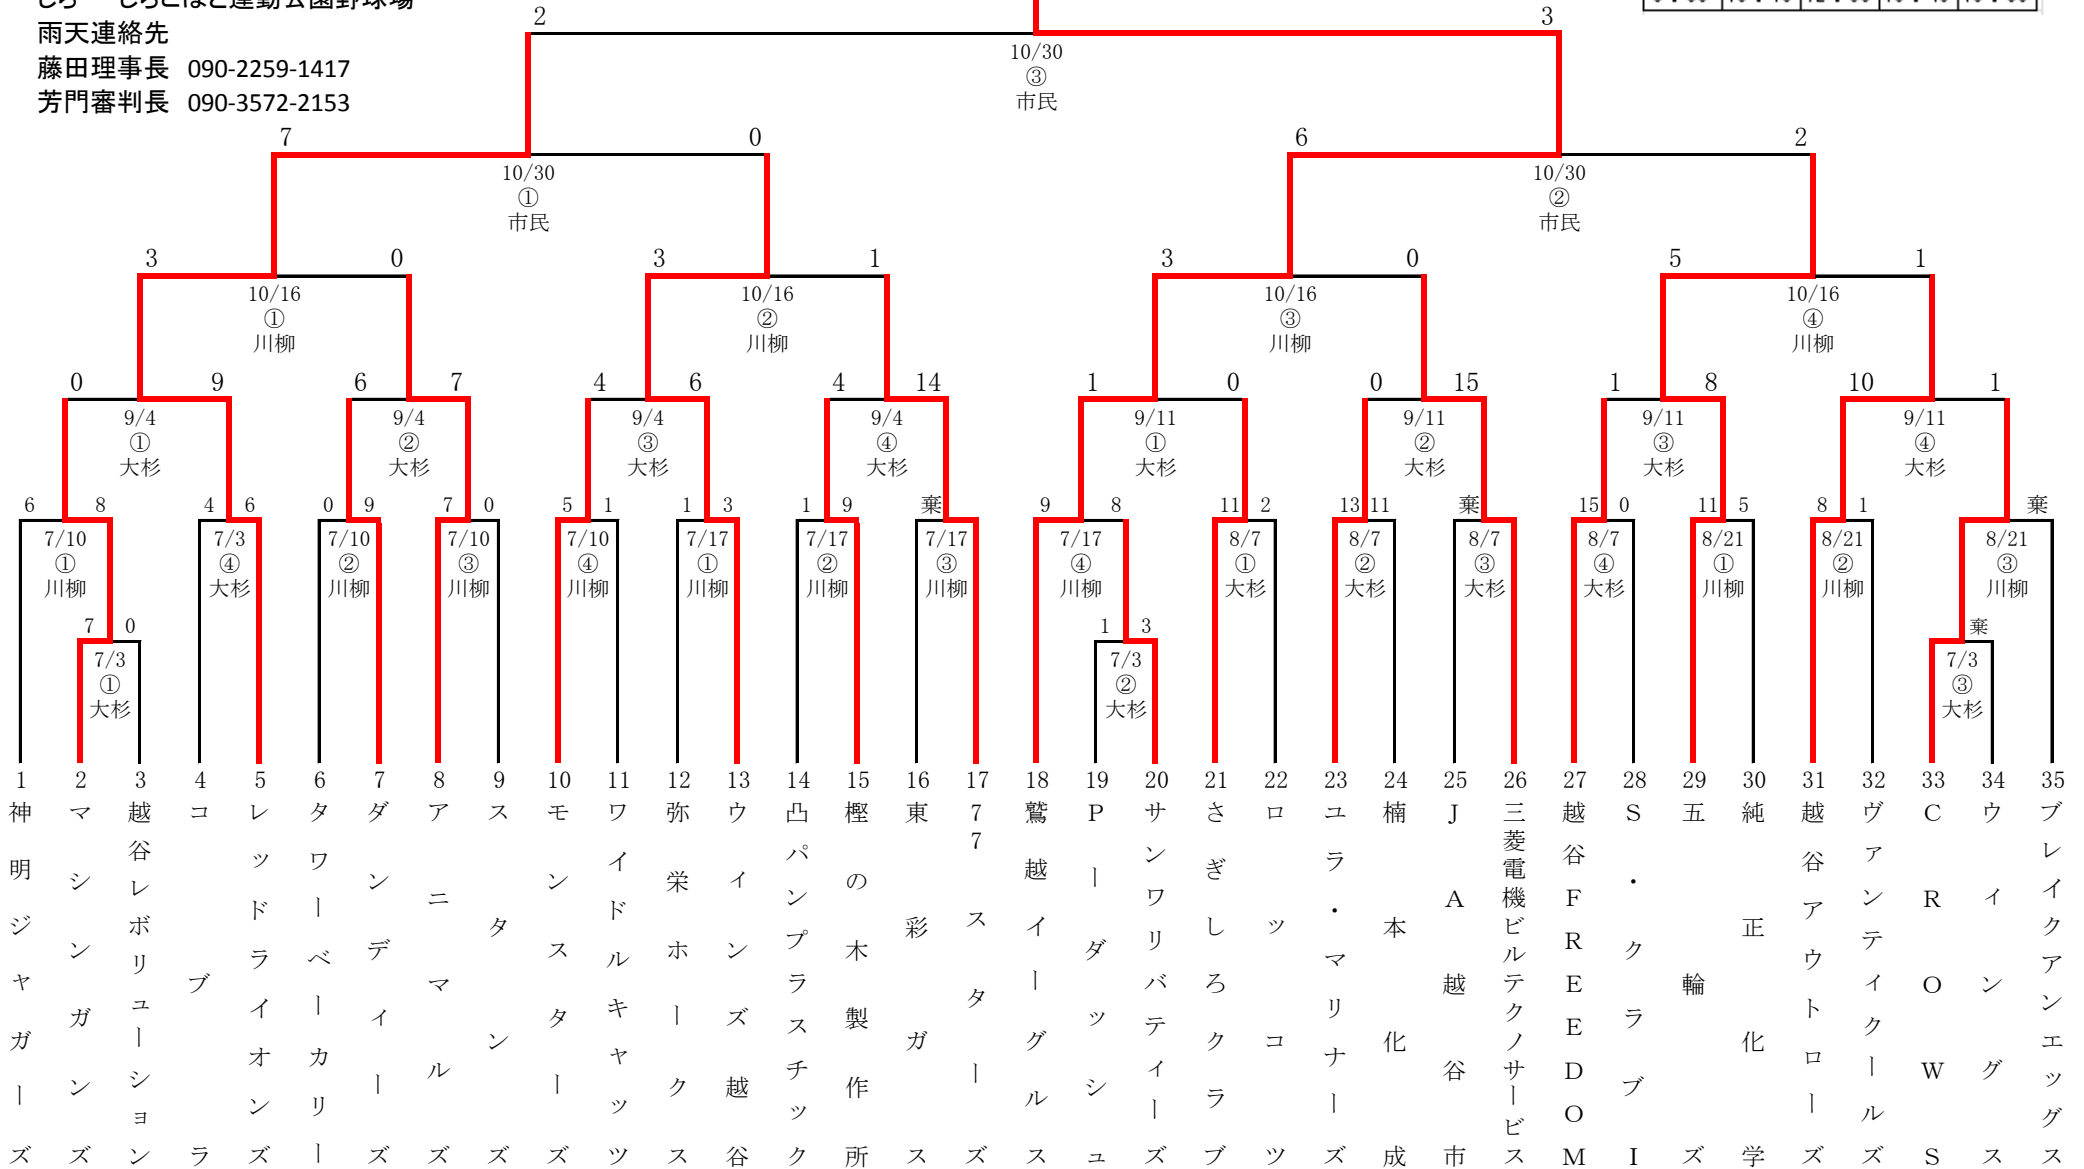 雨天連絡先
藤田理事長 090-2259-1417
芳門審判長 090-3572-2153
2 3
10/30
③
市民
7 0 6 2
10/30 10/30
① ②
市民 市民
3 0 3 1 3 0 5 1
10/16 10/16 10/16 10/16
① ② ③ ④
川柳 川柳 川柳 川柳
0 9 6 7 4 6 4 14 1 0 0 15 1 8 10 1
9/4 9/4 9/4 9/4 9/11 9/11 9/11 9/11
① ② ③ ④ ① ② ③ ④
大杉 大杉 大杉 大杉 大杉 大杉 大杉 大杉
6 8 4 6 0 9 7 0 5 1 1 3 1 9 棄 9 8 11 2 13 11 棄 15 0 11 5 8 1 棄
7/10 7/3 7/10 7/10 7/10 7/17 7/17 7/17 7/17 8/7 8/7 8/7 8/7 8/21 8/21 8/21
① ④ ② ③ ④ ① ② ③ ④ ① ② ③ ④ ① ② ③
川柳 大杉 川柳 川柳 川柳 川柳 川柳 川柳 川柳 大杉 大杉 大杉 大杉 川柳 川柳 川柳
7 0 1 3 棄
7/3 7/3 7/3
① ② ③
大杉 大杉 大杉
1 神明ジャガーズ
2 マシンガンズ
3 越谷レボリューション
4 コブラ
5 レッドライオンズ
6 タワーベーカリー
7 ダンディーズ
8 アニマルズ
9 スタンズ
10 モンスターズ
11 ワイドルキャッツ
12 弥栄ホークス
13 ウインズ越谷
14 凸パンプラスチック
15 樫の木製作所
16 東彩ガス
17 77スターズ
18 鷲越イーグルス
19 Pーダッシュ
20 サンワリバティーズ
21 さぎしろクラブ
22 ロッコツ
23 ユラ・マリナーズ
24 楠本化成
25 JA越谷市
26 三菱電機ビルテクノサービス
27 越谷FREEDOM
28 S・クラブI
29 五輪ズ
30 純正化学
31 越谷アウトローズ
32 ヴァンティクールズ
33 CROWS
34 ウィングス
35 ブレイクアンエッグス